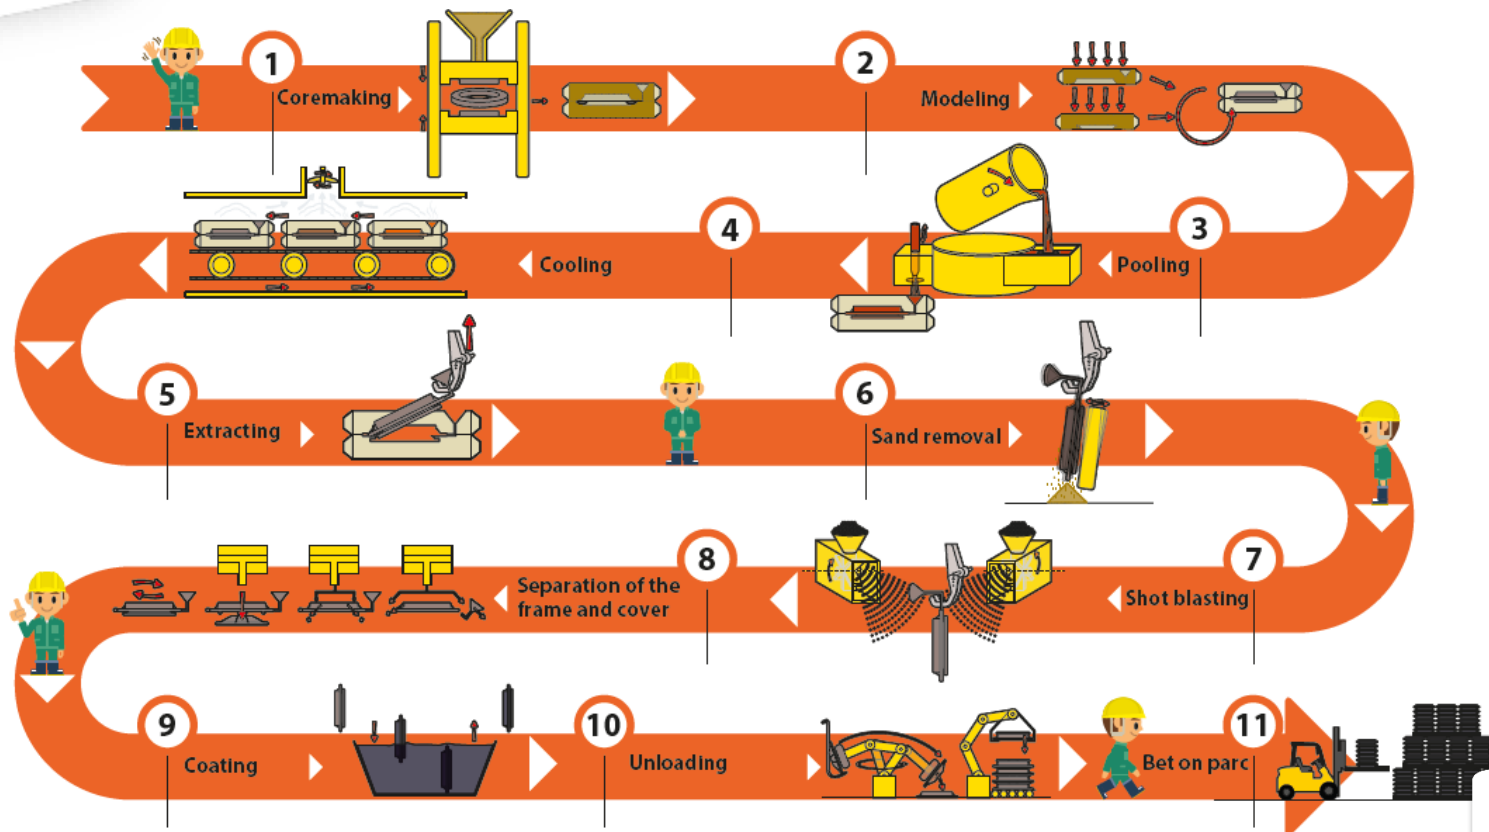 1
Coremaking
2
Modeling
3
Pooling
4
Cooling
5
Extracting
6
Sand removal
7
Shot blasting
8
Separation of the
frame and cover
9
Coating
10
Unloading
11
Bet on parc